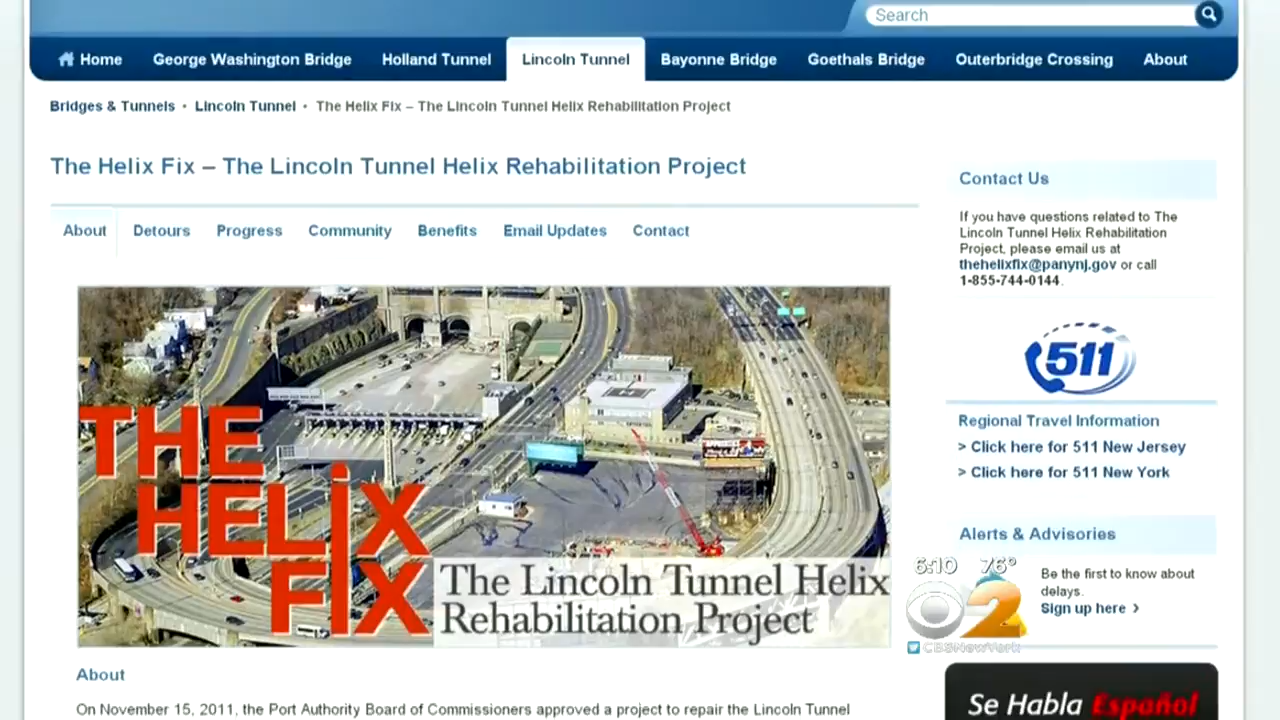 Search
Home George Washington Bridge Holland Tunnel Lincoln Tunnel Bayonne Bridge Goethals Bridge Outerbridge Crossing About
Bridges & Tunnels • Lincoln Tunnel • The Helix Fix – The Lincoln Tunnel Helix Rehabilitation Project
The Helix Fix – The Lincoln Tunnel Helix Rehabilitation Project
About Detours Progress Community Benefits Email Updates Contact
THE
HELiX
FiX
The Lincoln Tunnel Helix
Rehabilitation Project
About
On November 15, 2011, the Port Authority Board of Commissioners approved a project to repair the Lincoln Tunnel
Contact Us
If you have questions related to The
Lincoln Tunnel Helix Rehabilitation
Project, please email us at
thehelixfix@panynj.gov or call
1-855-744-0144.
511
Regional Travel Information
> Click here for 511 New Jersey
> Click here for 511 New York
Alerts & Advisories
Be the first to know about
delays.
Sign up here ›
6:10 76°
2
CBSNewYork
Se Habla Español